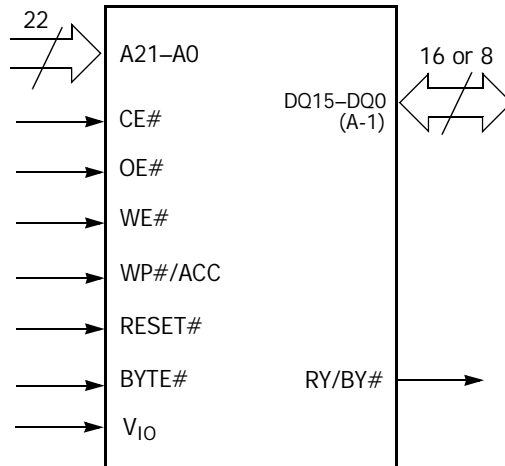 22
A21–A0
16 or 8
DQ15–DQ0
(A-1)
CE#
OE#
WE#
WP#/ACC
RESET#
BYTE#
RY/BY#
VIO